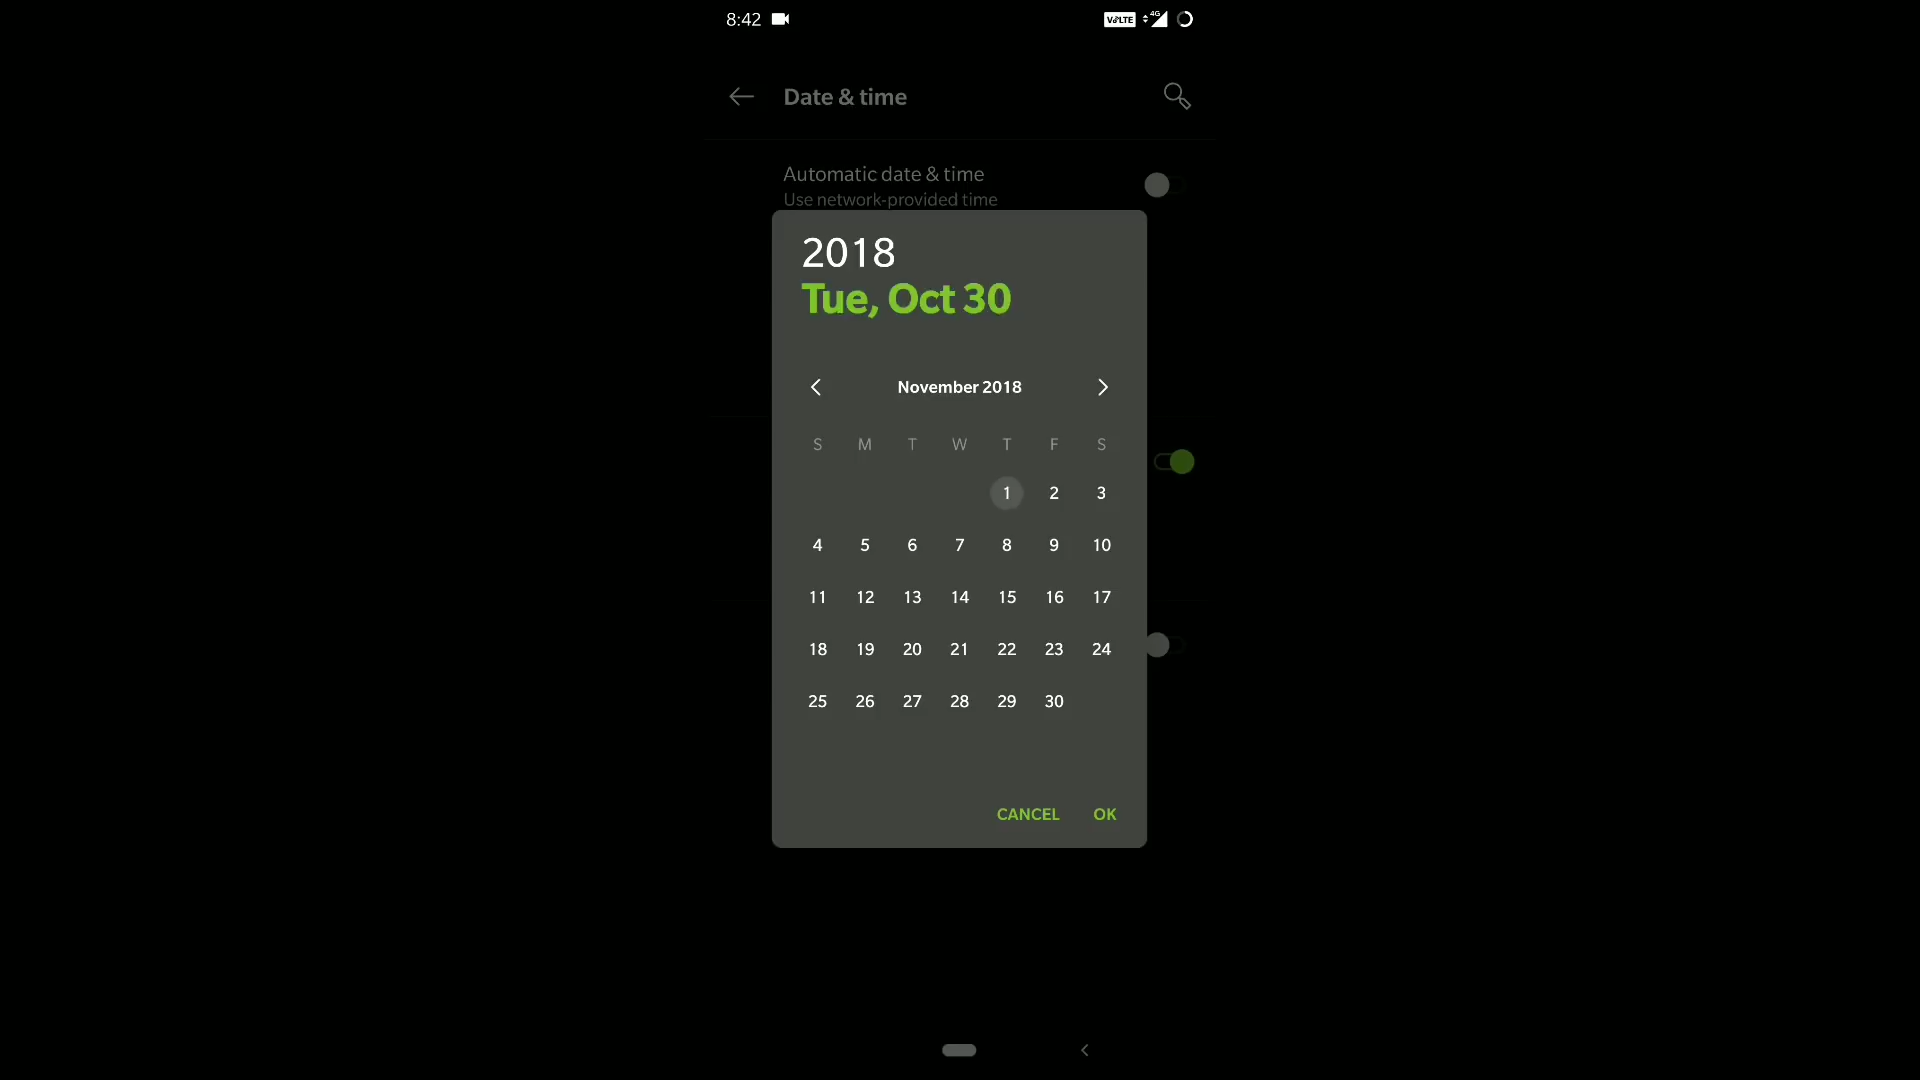 8:42 VoLTE 4G
Date & time
Automatic date & time
Use network-provided time
2018
Tue, Oct 30
November 2018
S M T W T F S
1 2 3
4 5 6 7 8 9 10
11 12 13 14 15 16 17
18 19 20 21 22 23 24
25 26 27 28 29 30
CANCEL OK